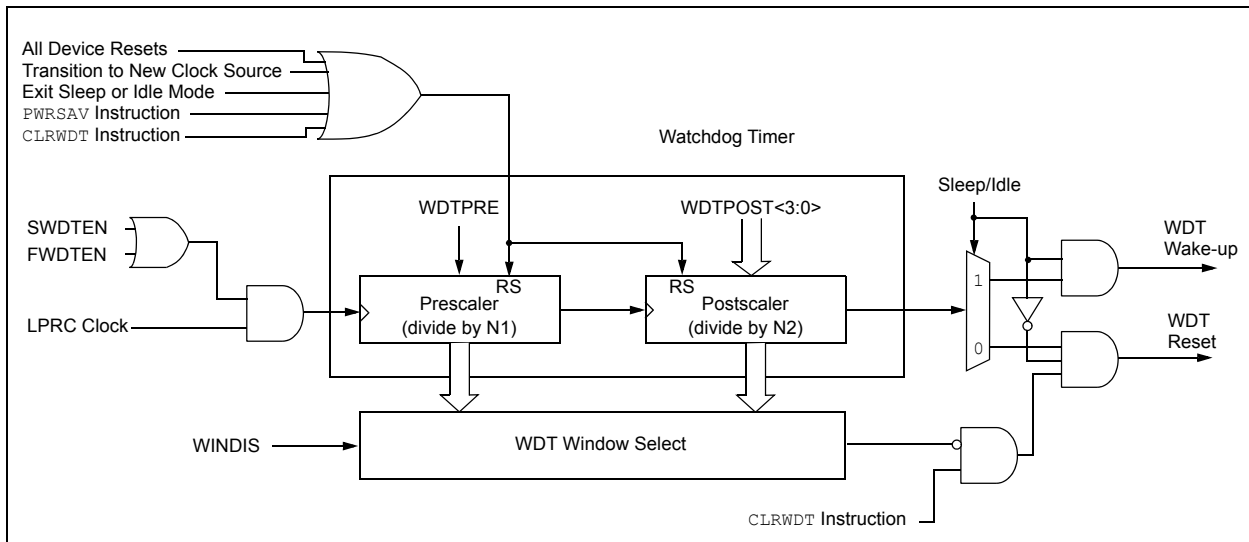 All Device Resets
Transition to New Clock Source
Exit Sleep or Idle Mode
PWRSAV Instruction
CLRWDT Instruction
Watchdog Timer
Sleep/Idle
WDTPRE
WDTPOST<3:0>
SWDTEN
FWDTEN
WDT
Wake-up
RS
RS
1
Prescaler
(divide by N1)
Postscaler
(divide by N2)
LPRC Clock
WDT
Reset
0
WINDIS
WDT Window Select
CLRWDT Instruction